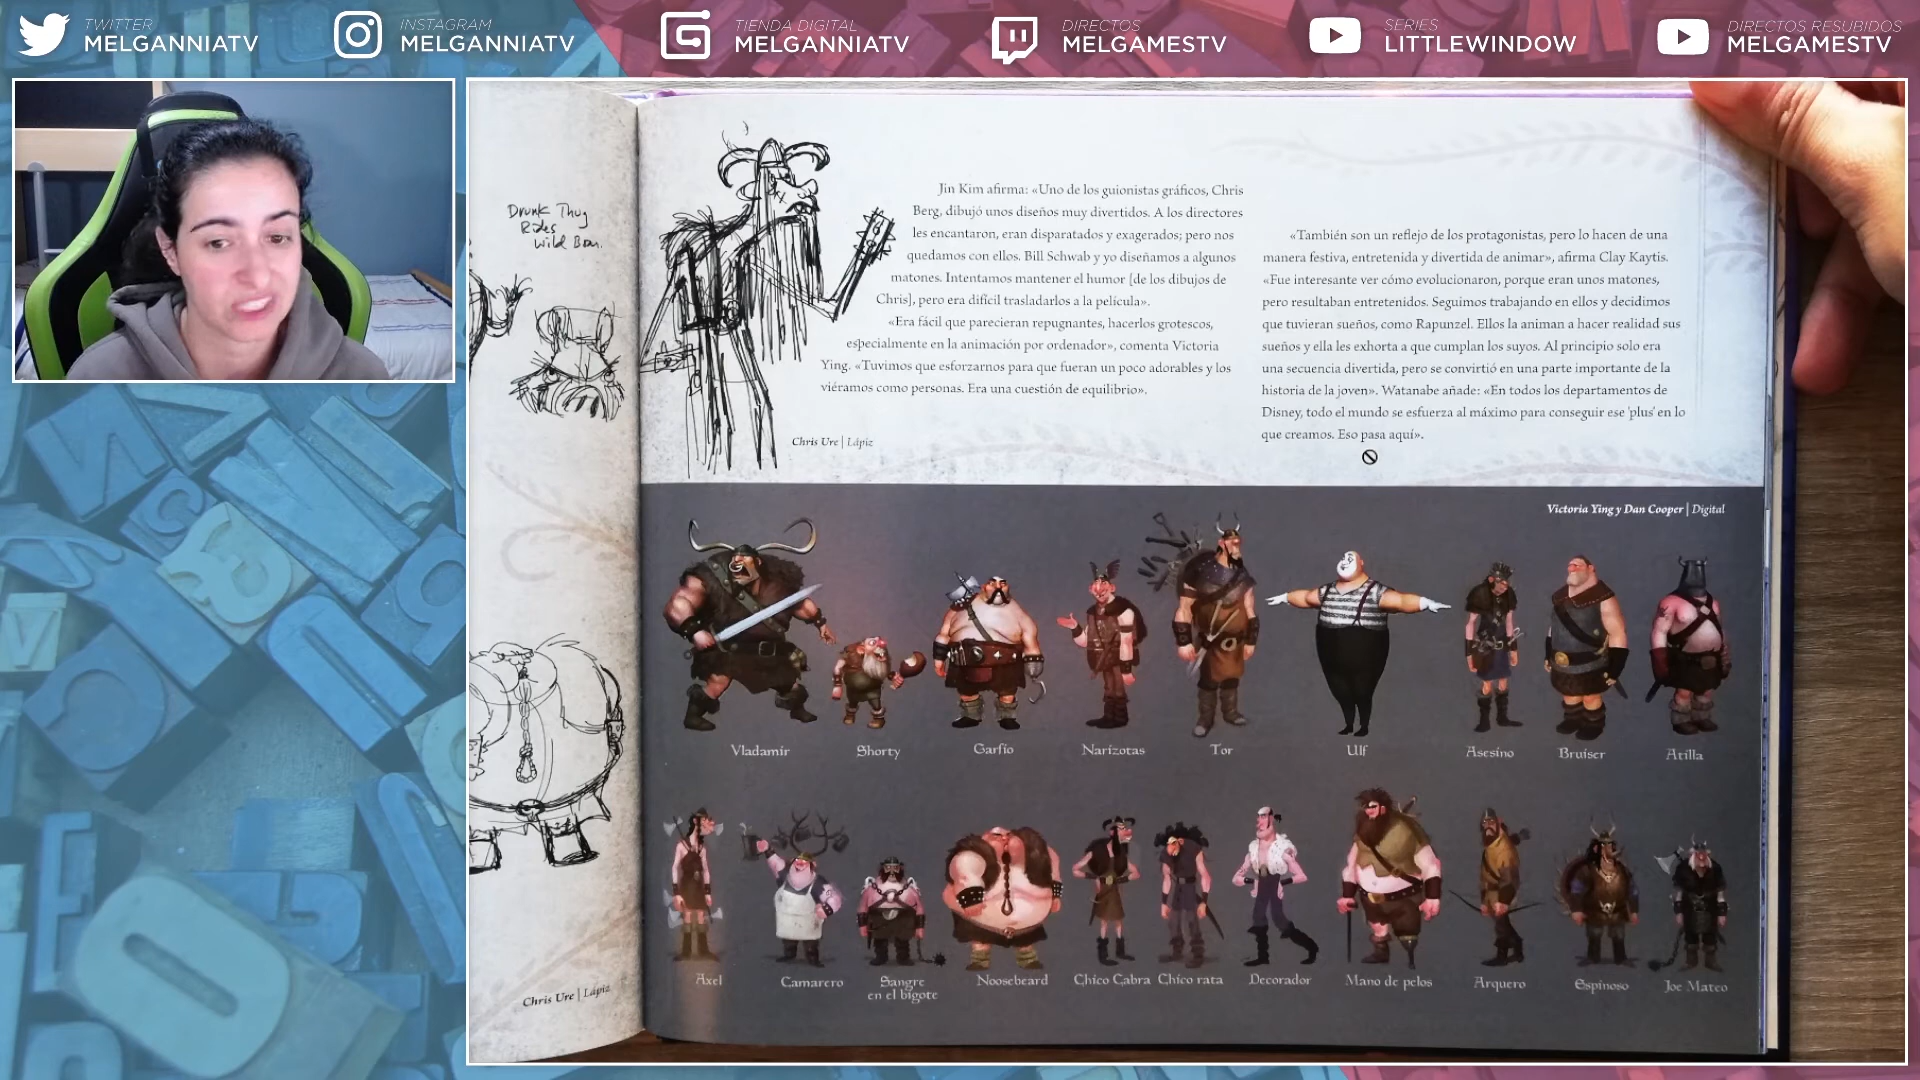 TWITTER
MELGANNIATV
INSTAGRAM
MELGANNIATV
TIENDA DIGITAL
MELGANNIATV
DIRECTOS
MELGAMESTV
SERIES
LITTLEWINDOW
DIRECTOS RESUBIDOS
MELGAMESTV
Drunk Thug
Rides
Wild Boar.
Chris Ure | Lápiz
Jin Kim afirma: «Uno de los guionistas gráficos, Chris
Berg, dibujó unos diseños muy divertidos. A los directores
les encantaron, eran disparatados y exagerados; pero nos
quedamos con ellos. Bill Schwab y yo diseñamos a algunos
matones. Intentamos mantener el humor [de los dibujos de
Chris], pero era difícil trasladarlos a la película».
«Era fácil que parecieran repugnantes, hacerlos grotescos,
especialmente en la animación por ordenador», comenta Victoria
Ying. «Tuvimos que esforzarnos para que fueran un poco adorables y los
viéramos como personas. Era una cuestión de equilibrio».
Chris Ure | Lápiz
«También son un reflejo de los protagonistas, pero lo hacen de una
manera festiva, entretenida y divertida de animar», afirma Clay Kaytis.
«Fue interesante ver cómo evolucionaron, porque eran unos matones,
pero resultaban entretenidos. Seguimos trabajando en ellos y decidimos
que tuvieran sueños, como Rapunzel. Ellos la animan a hacer realidad sus
sueños y ella les exhorta a que cumplan los suyos. Al principio solo era
una secuencia divertida, pero se convirtió en una parte importante de la
historia de la joven». Watanabe añade: «En todos los departamentos de
Disney, todo el mundo se esfuerza al máximo para conseguir ese 'plus' en lo
que creamos. Eso pasa aquí».
Victoria Ying y Dan Cooper | Digital
Vladamir
Shorty
Garfio
Narizotas
Tor
Ulf
Asesino
Bruiser
Atilla
Axel
Camarero
Sangre
en el bigote
Noosebeard
Chico Cabra
Chico rata
Decorador
Mano de pelos
Arquero
Espinoso
Joe Mateo